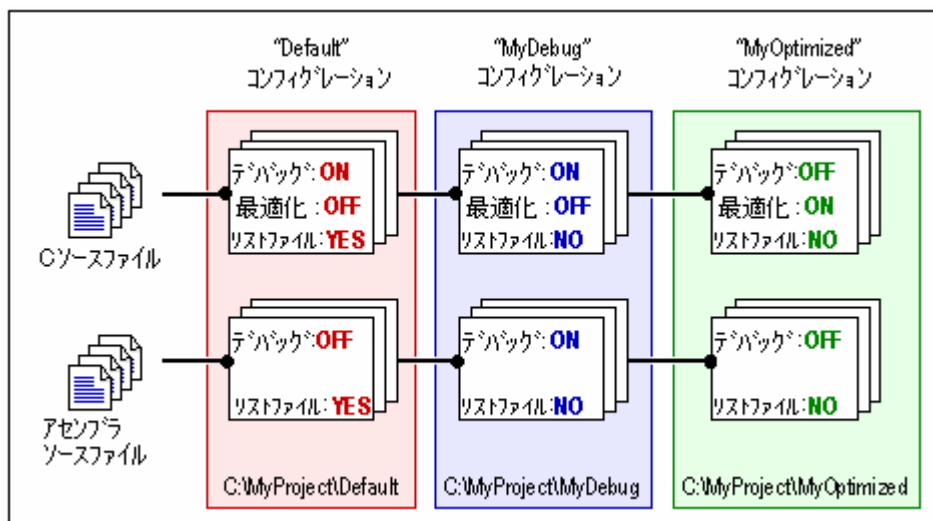 "Default"
コンフィグレーション
"MyDebug"
コンフィグレーション
"MyOptimized"
コンフィグレーション
Cソースファイル
デバッグ:ON
最適化:OFF
リストファイル:YES
デバッグ:ON
最適化:OFF
リストファイル:NO
デバッグ:OFF
最適化:ON
リストファイル:NO
アセンブラ
ソースファイル
デバッグ:OFF
リストファイル:YES
デバッグ:ON
リストファイル:NO
デバッグ:OFF
リストファイル:NO
C:\MyProject\Default
C:\MyProject\MyDebug
C:\MyProject\MyOptimized